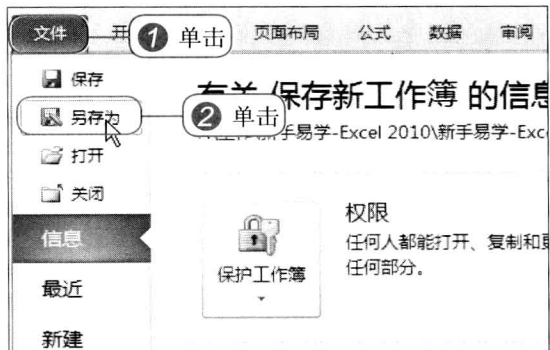 文件 开 1 单击 页面布局 公式 数据 审阅
保存
有关 保存新工作簿 的信息
另存为 2 单击
手易学-Excel 2010\新手易学-Exc
打开
关闭
信息
最近
新建
保护工作簿
权限
任何人都能打开、复制和更
任何部分。